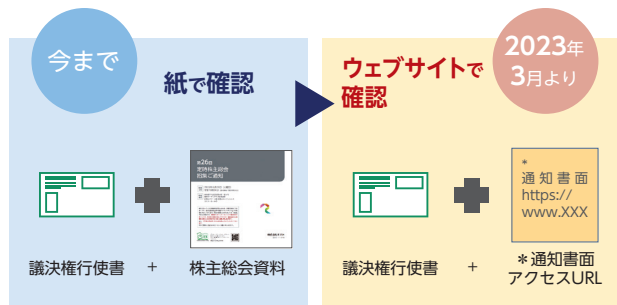 今まで
紙で確認
第26回
定時株主総会
招集ご通知
議決権行使書 + 株主総会資料
ウェブサイトで
確認
2023年
3月より
*
通知書面
https://
www.XXX
議決権行使書 + *通知書面
アクセスURL